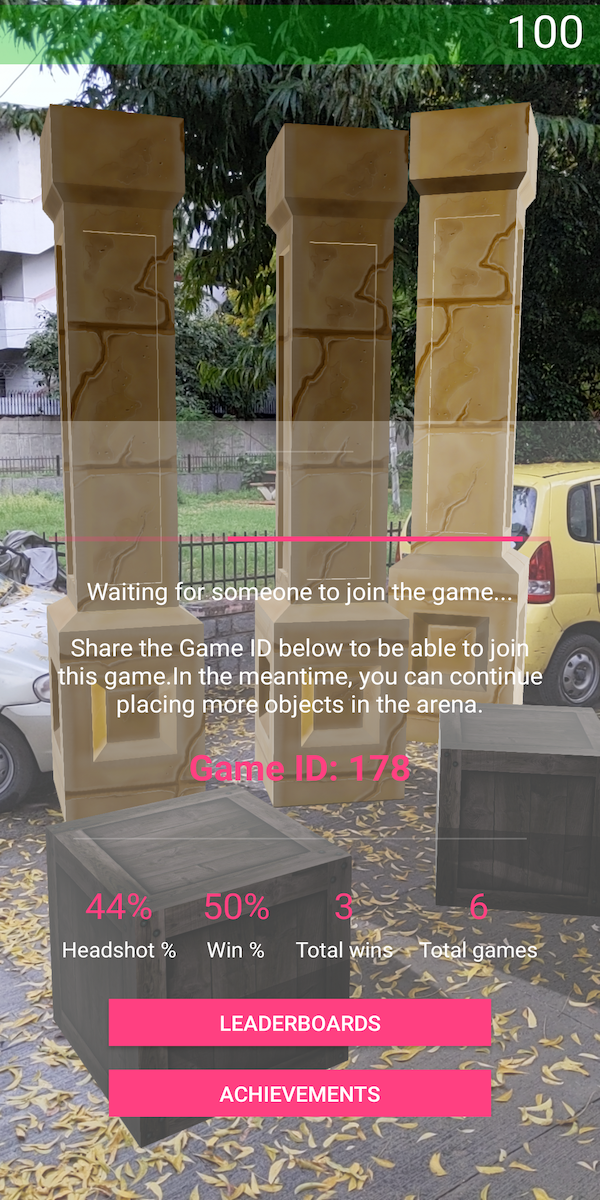 100
Waiting for someone to join the game...
Share the Game ID below to be able to join
this game.In the meantime, you can continue
placing more objects in the arena.
Game ID: 178
44% 50% 3 6
Headshot % Win % Total wins Total games
LEADERBOARDS
ACHIEVEMENTS